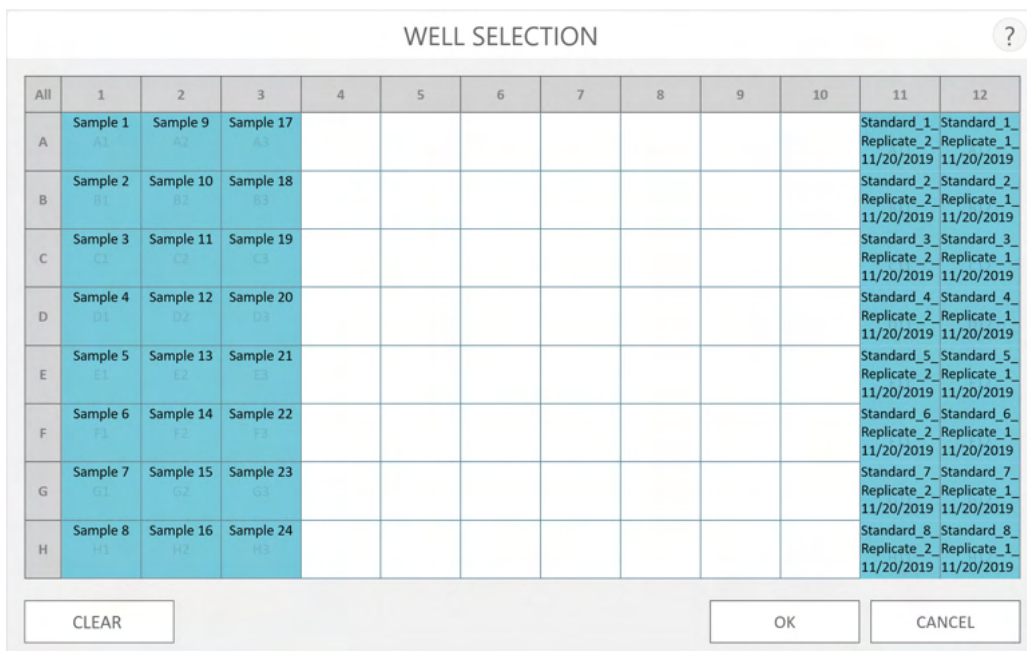 WELL SELECTION
?
All 1 2 3 4 5 6 7 8 9 10 11 12
A
Sample 1 Sample 9 Sample 17 Standard_1_ Standard_1_
A1 A2 A3 Replicate_2_ Replicate_1_
11/20/2019 11/20/2019
B
Sample 2 Sample 10 Sample 18 Standard_2_ Standard_2_
B1 B2 B3 Replicate_2_ Replicate_1_
11/20/2019 11/20/2019
C
Sample 3 Sample 11 Sample 19 Standard_3_ Standard_3_
C1 C2 C3 Replicate_2_ Replicate_1_
11/20/2019 11/20/2019
D
Sample 4 Sample 12 Sample 20 Standard_4_ Standard_4_
D1 D2 D3 Replicate_2_ Replicate_1_
11/20/2019 11/20/2019
E
Sample 5 Sample 13 Sample 21 Standard_5_ Standard_5_
E1 E2 E3 Replicate_2_ Replicate_1_
11/20/2019 11/20/2019
F
Sample 6 Sample 14 Sample 22 Standard_6_ Standard_6_
F1 F2 F3 Replicate_2_ Replicate_1_
11/20/2019 11/20/2019
G
Sample 7 Sample 15 Sample 23 Standard_7_ Standard_7_
G1 G2 G3 Replicate_2_ Replicate_1_
11/20/2019 11/20/2019
H
Sample 8 Sample 16 Sample 24 Standard_8_ Standard_8_
H1 H2 H3 Replicate_2_ Replicate_1_
11/20/2019 11/20/2019
CLEAR OK CANCEL